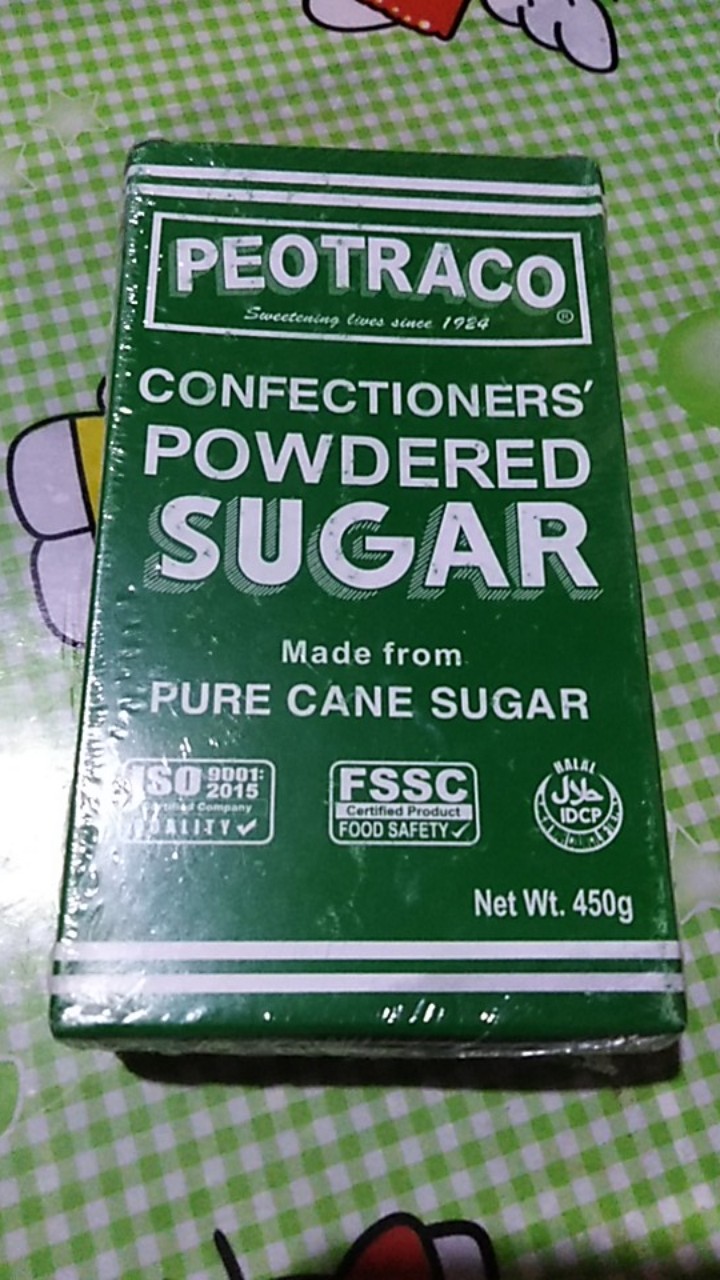 PEOTRACO
Sweetening lives since 1924
®
CONFECTIONERS'
POWDERED
SUGAR
Made from
PURE CANE SUGAR
ISO 9001:
2015
Certified Company
QUALITY
FSSC
Certified Product
FOOD SAFETY
HALAL
حلال
IDCP
Net Wt. 450g